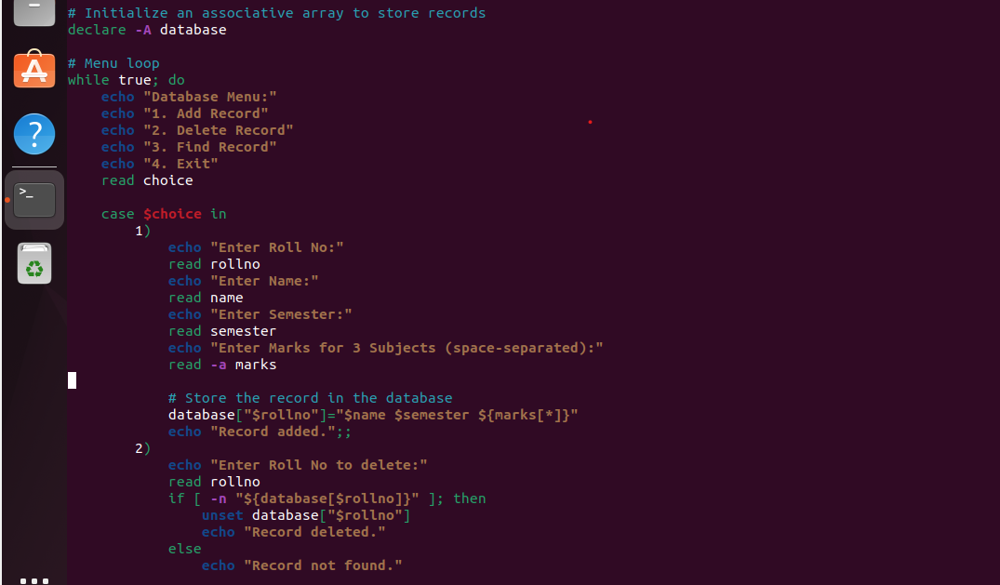 # Initialize an associative array to store records
declare -A database
# Menu loop
while true; do
    echo "Database Menu:"
    echo "1. Add Record"
    echo "2. Delete Record"
    echo "3. Find Record"
    echo "4. Exit"
    read choice
    case $choice in
        1)
            echo "Enter Roll No:"
            read rollno
            echo "Enter Name:"
            read name
            echo "Enter Semester:"
            read semester
            echo "Enter Marks for 3 Subjects (space-separated):"
            read -a marks
            # Store the record in the database
            database["$rollno"]="$name $semester ${marks[*]}"
            echo "Record added.";;
        2)
            echo "Enter Roll No to delete:"
            read rollno
            if [ -n "${database[$rollno]}" ]; then
                unset database["$rollno"]
                echo "Record deleted."
            else
                echo "Record not found."